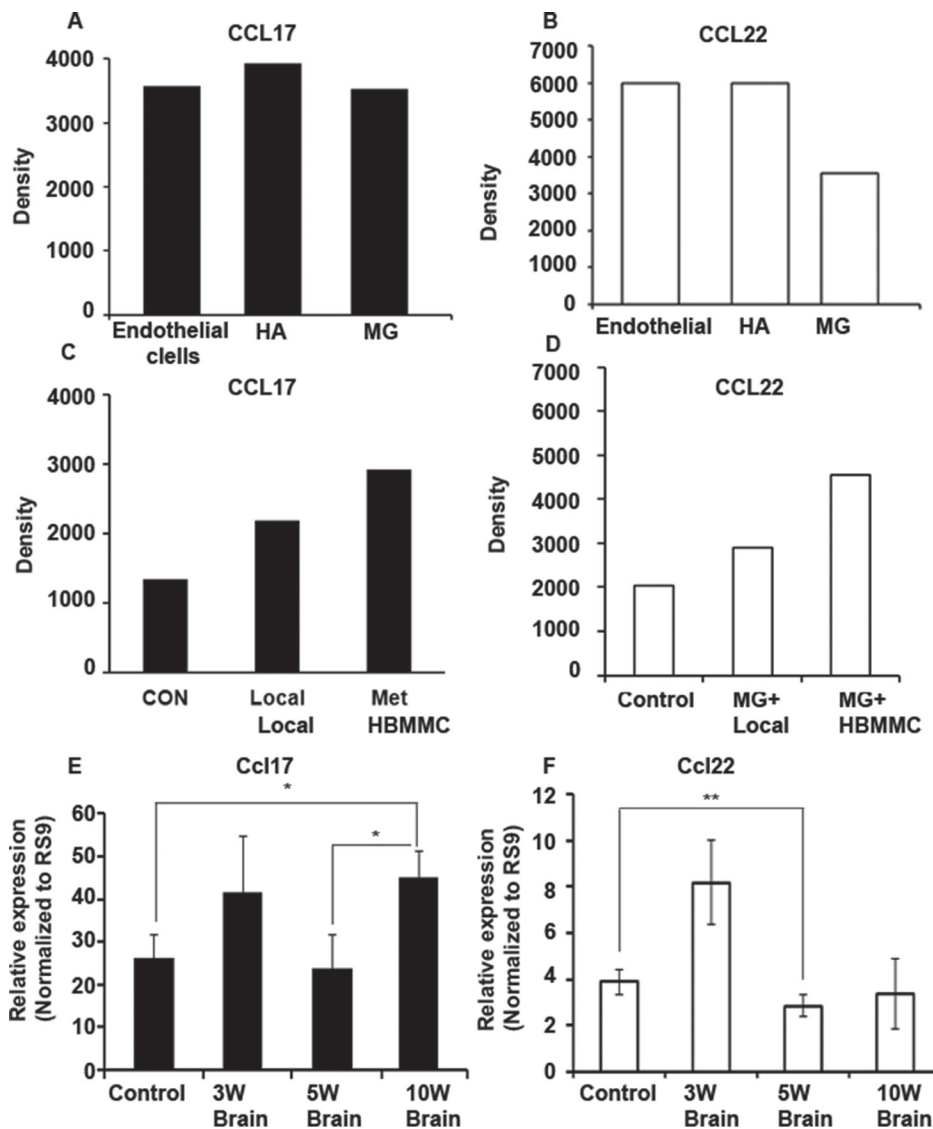 A
CCL17
4000
3000
2000
1000
0
Density
Endothelial
clells
HA
MG
B
CCL22
7000
6000
5000
4000
3000
2000
1000
0
Density
Endothelial
HA
MG
C
CCL17
4000
3000
2000
1000
0
Density
CON
Local
Local
Met
HBMMC
D
CCL22
7000
6000
5000
4000
3000
2000
1000
0
Density
Control
MG+
Local
MG+
HBMMC
E
Ccl17
*
*
60
50
40
30
20
10
0
Relative expression
(Normalized to RS9)
Control
3W
Brain
5W
Brain
10W
Brain
F
Ccl22
**
12
10
8
6
4
2
0
Relative expression
(Normalized to RS9)
Control
3W
Brain
5W
Brain
10W
Brain